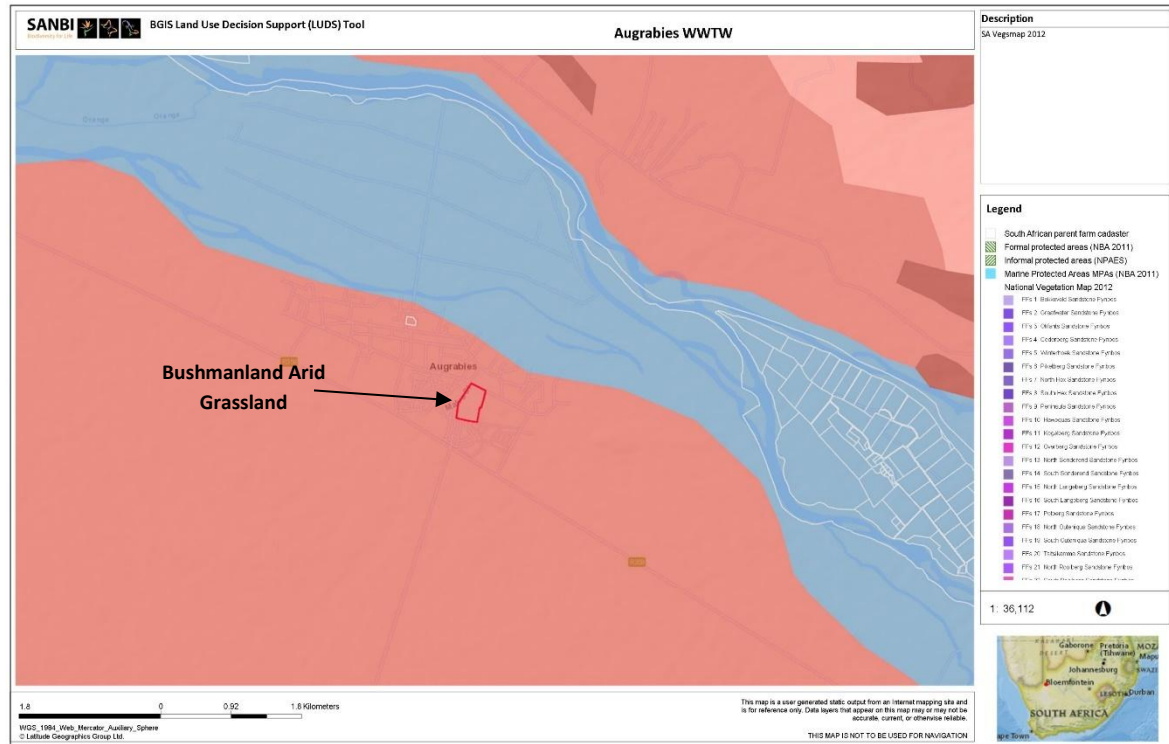 SANBI
Biodiversity for Life
BGIS Land Use Decision Support (LUDS) Tool
Augrabies WWTW
Orange
Orange
Augrabies
Bushmanland Arid
Grassland
Description
SA Vegsmap 2012
Legend
South African parent farm cadaster
Formal protected areas (NBA 2011)
Informal protected areas (NPAES)
Marine Protected Areas MPAs (NBA 2011)
National Vegetation Map 2012
FFs 1 Bokkeveld Sandstone Fynbos
FFs 2 Graafwater Sandstone Fynbos
FFs 3 Olifants Sandstone Fynbos
FFs 4 Cederberg Sandstone Fynbos
FFs 5 Winterhoek Sandstone Fynbos
FFs 6 Piketberg Sandstone Fynbos
FFs 7 North Hex Sandstone Fynbos
FFs 8 South Hex Sandstone Fynbos
FFs 9 Peninsula Sandstone Fynbos
FFs 10 Hawequas Sandstone Fynbos
FFs 11 Kogelberg Sandstone Fynbos
FFs 12 Overberg Sandstone Fynbos
FFs 13 North Sonderend Sandstone Fynbos
FFs 14 South Sonderend Sandstone Fynbos
FFs 15 North Langeberg Sandstone Fynbos
FFs 16 South Langeberg Sandstone Fynbos
FFs 17 Potberg Sandstone Fynbos
FFs 18 North Outeniqua Sandstone Fynbos
FFs 19 South Outeniqua Sandstone Fynbos
FFs 20 Tsitsikamma Sandstone Fynbos
FFs 21 North Rooiberg Sandstone Fynbos
1: 36,112
Gaborone
Pretoria
(Tshwane)
MOZ
Mapu
Johannesburg
SWAZI
Bloemfontein
LESOTH
Durban
SOUTH AFRICA
ape Town
1.8 0 0.92 1.8 Kilometers
WGS_1984_Web_Mercator_Auxiliary_Sphere
© Latitude Geographics Group Ltd.
This map is a user generated static output from an Internet mapping site and
is for reference only. Data layers that appear on this map may or may not be
accurate, current, or otherwise reliable.
THIS MAP IS NOT TO BE USED FOR NAVIGATION